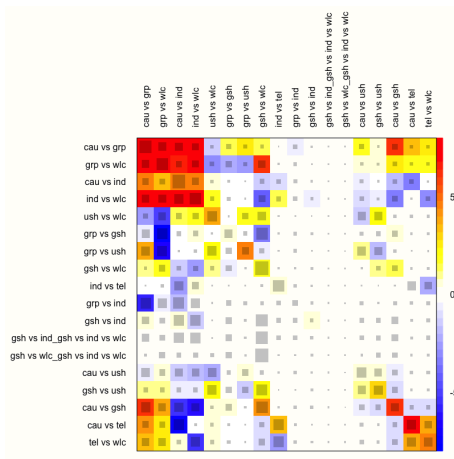 cau vs grp
grp vs wlc
cau vs ind
ind vs wlc
ush vs wlc
grp vs gsh
grp vs ush
gsh vs wlc
ind vs tel
grp vs ind
gsh vs ind
gsh vs ind_gsh vs ind vs wlc
gsh vs wlc_gsh vs ind vs wlc
cau vs ush
gsh vs ush
cau vs gsh
cau vs tel
tel vs wlc
cau vs grp
grp vs wlc
cau vs ind
ind vs wlc
ush vs wlc
grp vs gsh
grp vs ush
gsh vs wlc
ind vs tel
grp vs ind
gsh vs ind
gsh vs ind_gsh vs ind vs wlc
gsh vs wlc_gsh vs ind vs wlc
cau vs ush
gsh vs ush
cau vs gsh
cau vs tel
tel vs wlc
5
0